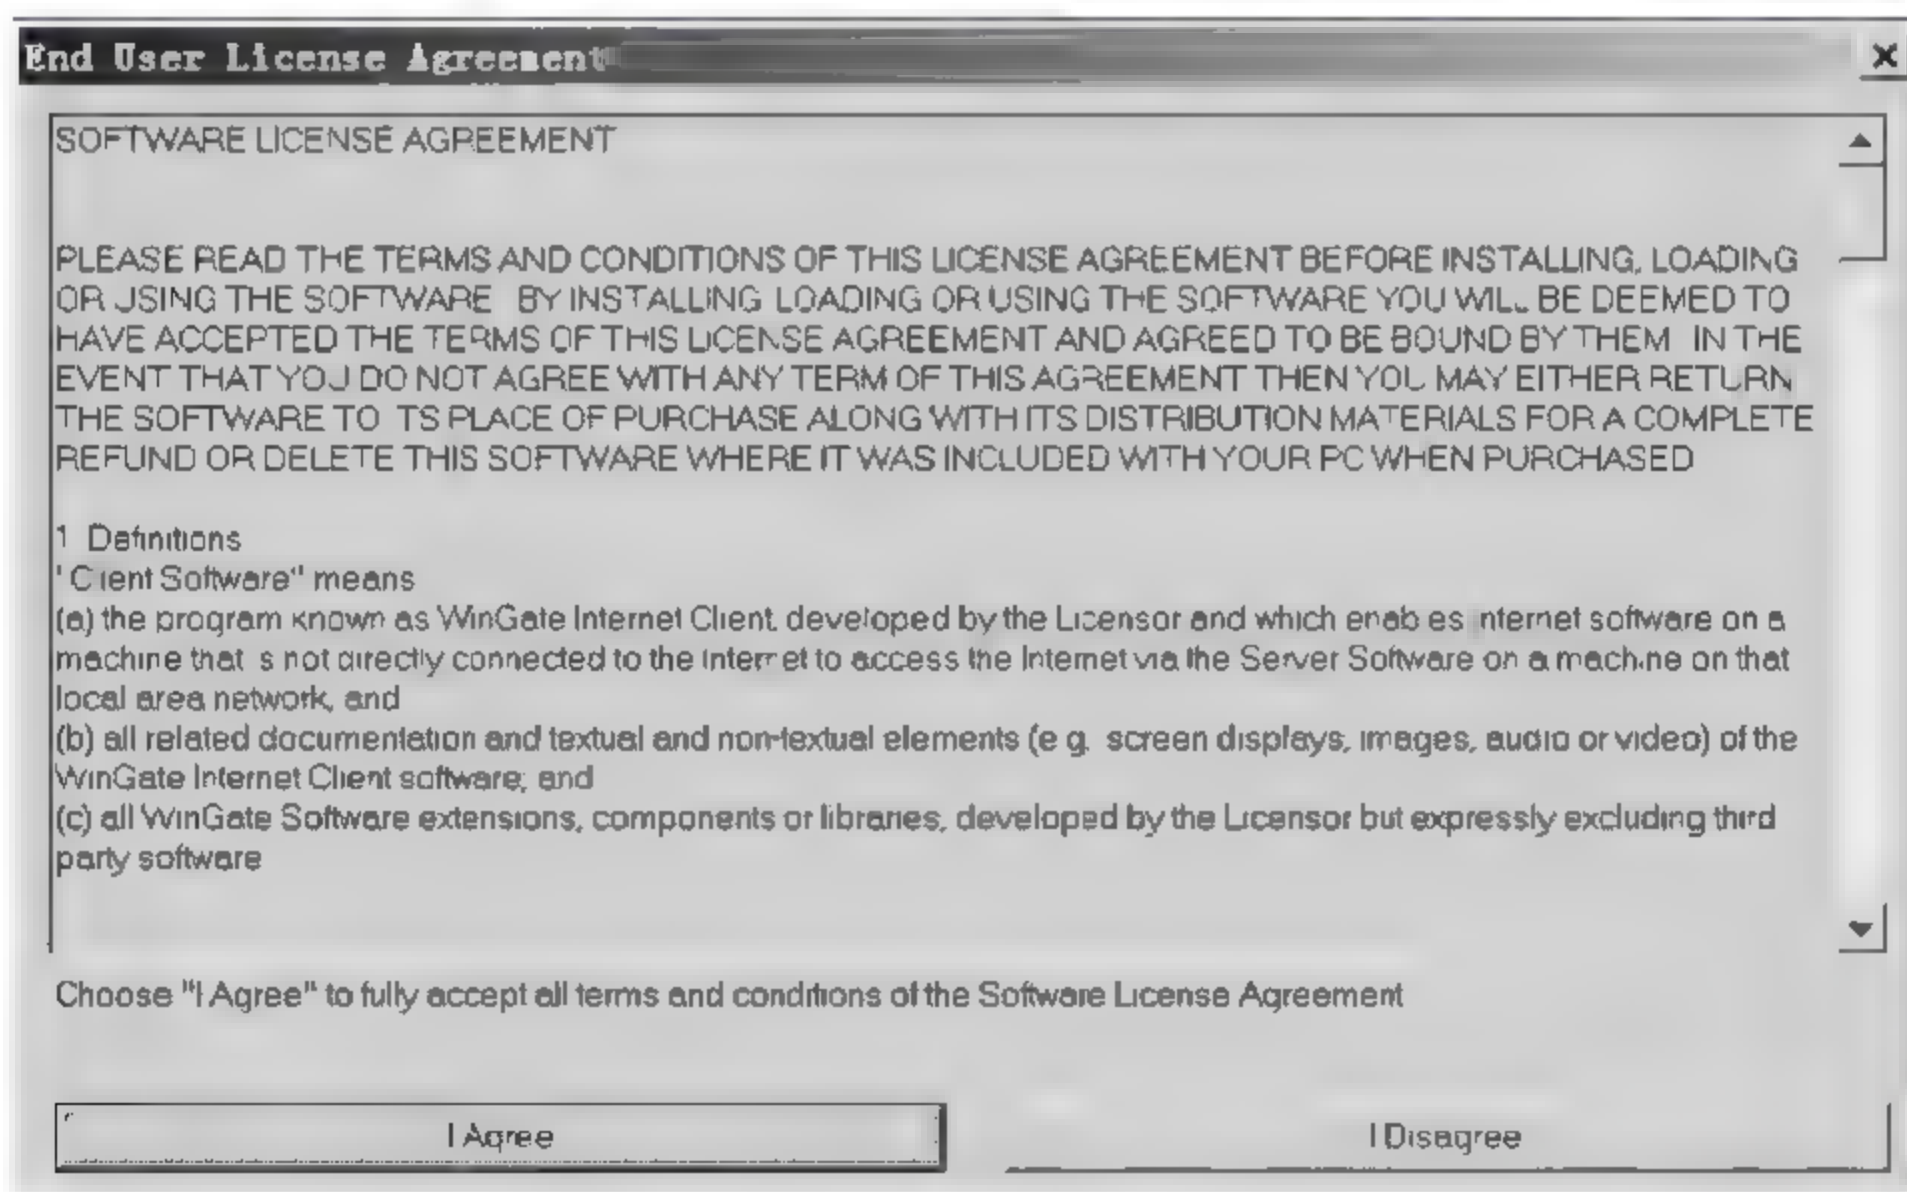 End User License Agreement
SOFTWARE LICENSE AGREEMENT
PLEASE READ THE TERMS AND CONDITIONS OF THIS LICENSE AGREEMENT BEFORE INSTALLING, LOADING
OR USING THE SOFTWARE BY INSTALLING LOADING OR USING THE SOFTWARE YOU WILL BE DEEMED TO
HAVE ACCEPTED THE TERMS OF THIS LICENSE AGREEMENT AND AGREED TO BE BOUND BY THEM IN THE
EVENT THAT YOU DO NOT AGREE WITH ANY TERM OF THIS AGREEMENT THEN YOU MAY EITHER RETURN
THE SOFTWARE TO ITS PLACE OF PURCHASE ALONG WITH ITS DISTRIBUTION MATERIALS FOR A COMPLETE
REFUND OR DELETE THIS SOFTWARE WHERE IT WAS INCLUDED WITH YOUR PC WHEN PURCHASED
1 Definitions
"Client Software" means
(a) the program known as WinGate Internet Client, developed by the Licensor and which enables internet software on a
machine that is not directly connected to the Internet to access the Internet via the Server Software on a machine on that
local area network, and
(b) all related documentation and textual and non-textual elements (e g. screen displays, images, audio or video) of the
WinGate Internet Client software; and
(c) all WinGate Software extensions, components or libraries, developed by the Licensor but expressly excluding third
party software
Choose "I Agree" to fully accept all terms and conditions of the Software License Agreement
I Agree
I Disagree